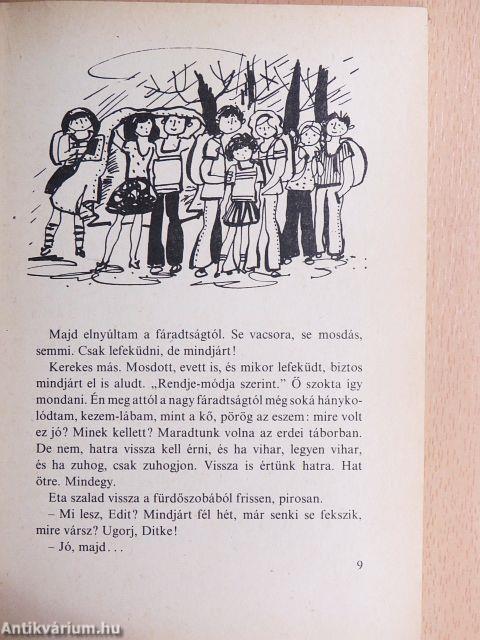 Majd elnyúltam a fáradtságtól. Se vacsora, se mosdás,
semmi. Csak lefeküdni, de mindjárt!
Kerekes más. Mosdott, evett is, és mikor lefeküdt, biztos
mindjárt el is aludt. „Rendje-módja szerint." Ő szokta így
mondani. Én meg attól a nagy fáradtságtól még soká hányko-
lódtam, kezem-lábam, mint a kő, pörög az eszem: mire volt
ez jó? Minek kellett? Maradtunk volna az erdei táborban.
De nem, hatra vissza kell érni, és ha vihar, legyen vihar,
és ha zuhog, csak zuhogjon. Vissza is értünk hatra. Hat
ötre. Mindegy.
Eta szalad vissza a fürdőszobából frissen, pirosan.
– Mi lesz, Edit? Mindjárt fél hét, már senki se fekszik,
mire vársz? Ugorj, Ditke!
– Jó, majd...
9
Antikvárium.hu